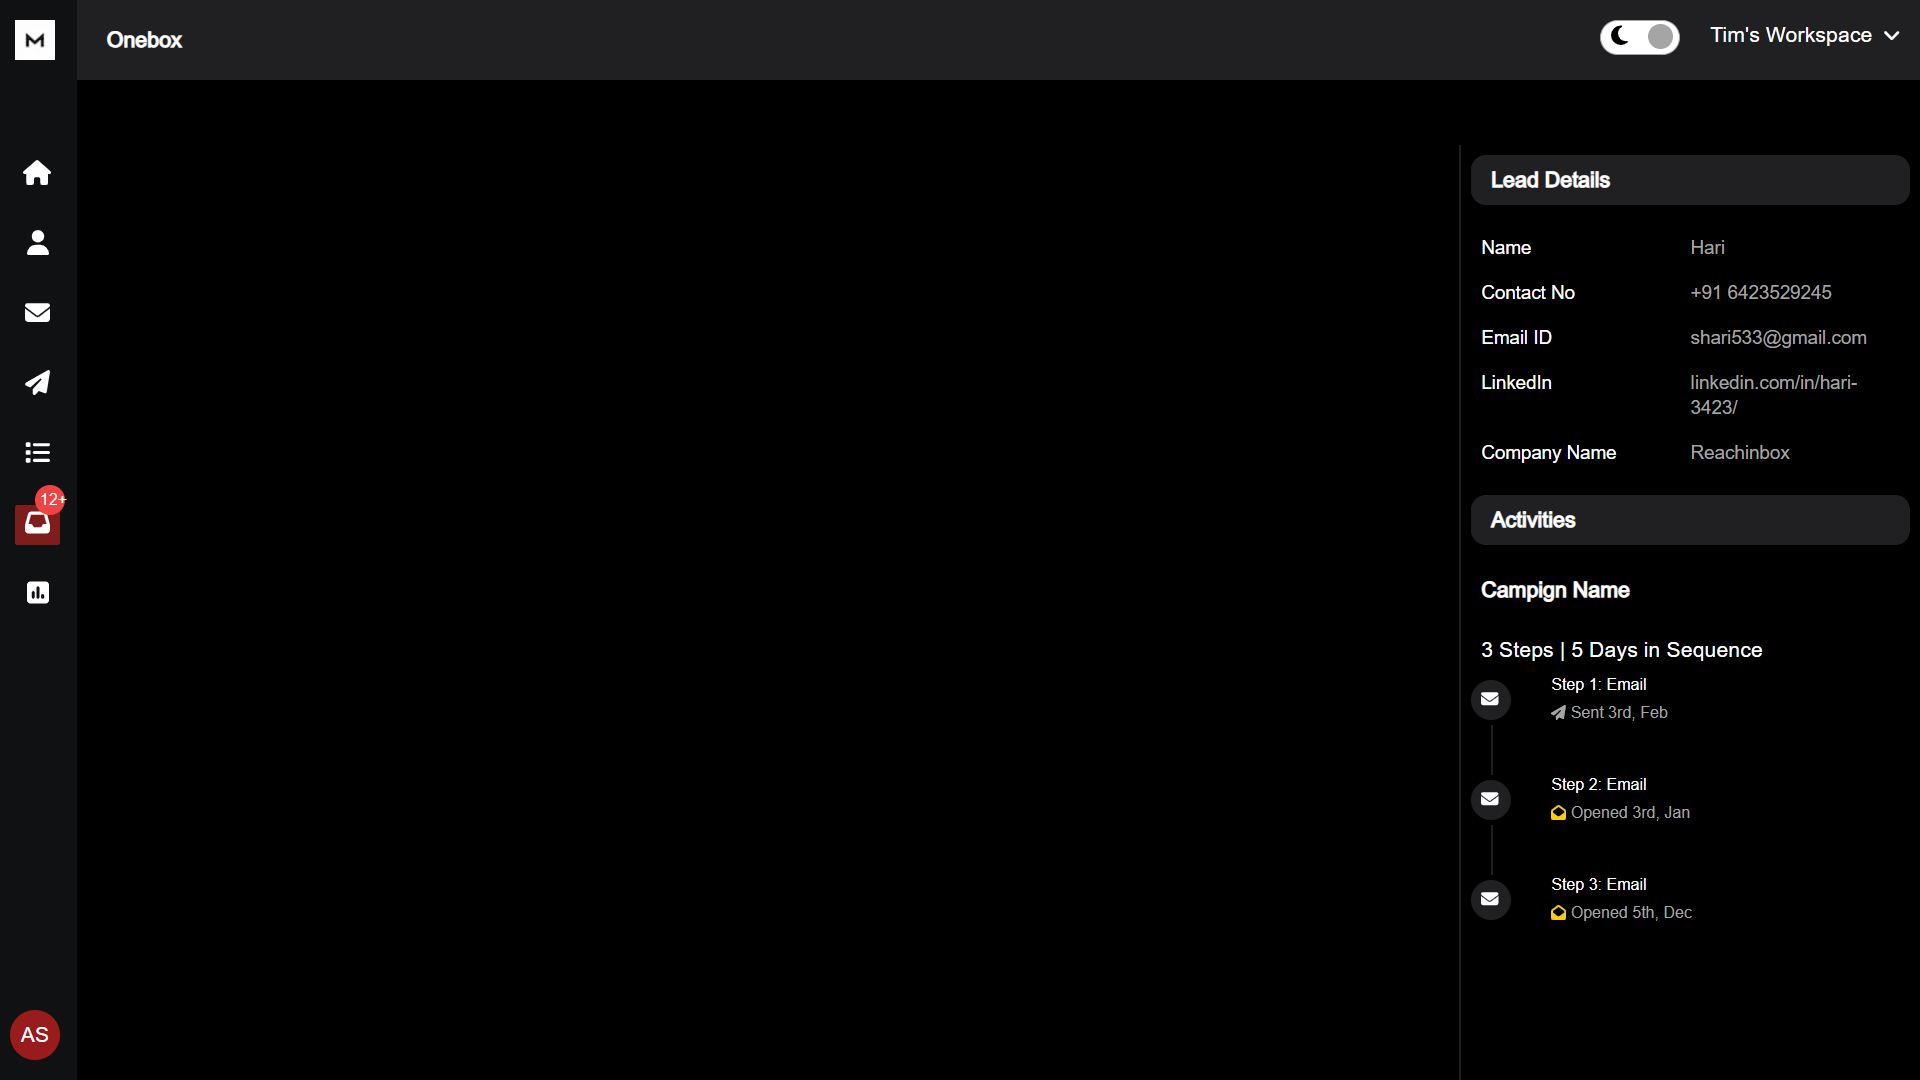 M
Onebox
Tim's Workspace
12+
AS
Lead Details
Name Hari
Contact No +91 6423529245
Email ID shari533@gmail.com
LinkedIn linkedin.com/in/hari-
3423/
Company Name Reachinbox
Activities
Campign Name
3 Steps | 5 Days in Sequence
Step 1: Email
Sent 3rd, Feb
Step 2: Email
Opened 3rd, Jan
Step 3: Email
Opened 5th, Dec